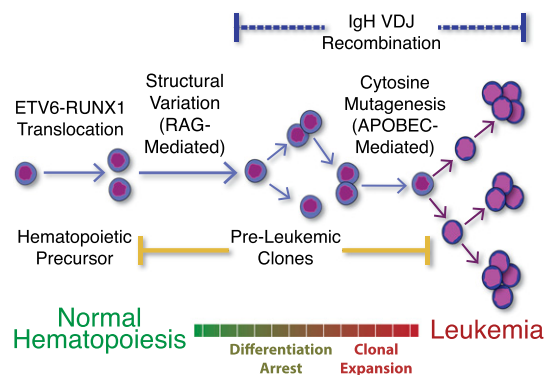 IgH VDJ
Recombination
Structural
Variation
(RAG-
Mediated)
Cytosine
Mutagenesis
(APOBEC-
Mediated)
ETV6-RUNX1
Translocation
Hematopoietic
Precursor
Pre-Leukemic
Clones
Normal
Hematopoiesis
Leukemia
Differentiation
Arrest
Clonal
Expansion